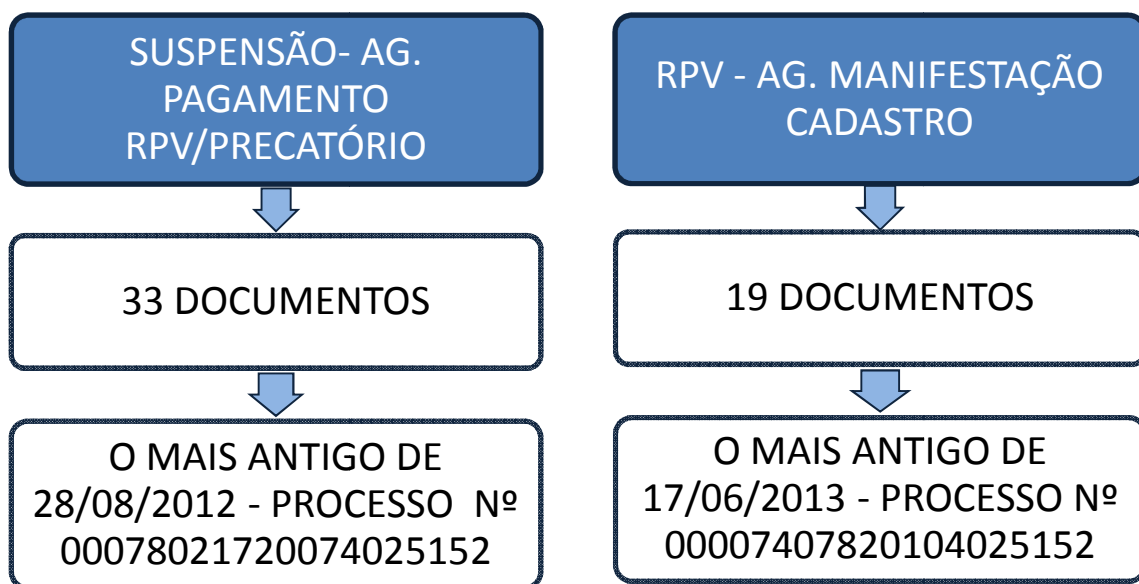 SUSPENSÃO- AG.
PAGAMENTO
RPV/PRECATÓRIO
33 DOCUMENTOS
O MAIS ANTIGO DE
28/08/2012 - PROCESSO Nº
00078021720074025152
RPV - AG. MANIFESTAÇÃO
CADASTRO
19 DOCUMENTOS
O MAIS ANTIGO DE
17/06/2013 - PROCESSO Nº
00007407820104025152